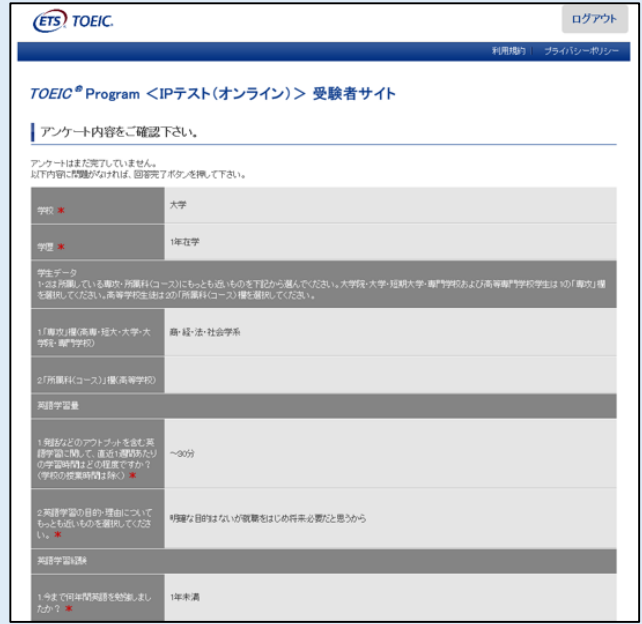 ETS TOEIC.
ログアウト
利用規約 プライバシーポリシー
TOEIC® Program <IPテスト(オンライン)> 受験者サイト
アンケート内容をご確認下さい。
アンケートはまだ完了していません。
以下内容に問題がなければ、回答完了ボタンを押して下さい。
学校 *
大学
学歴 *
1年在学
学生データ
1・2は所属している専攻・所属科(コース)にもっとも近いものを下記から選んでください。大学院・大学・短期大学・専門学校および高等専門学校学生は1の「専攻」欄
を選択してください。高等学校生徒は2の「所属科(コース)」欄を選択してください。
1「専攻」欄(高専・短大・大学・大
学院・専門学校)
商・経・法・社会学系
2「所属科(コース)」欄(高等学校)
英語学習量
1.発話などのアウトプットを含む英
語学習に関して、直近1週間あたり
の学習時間はどの程度ですか?
(学校の授業時間は除く) *
~30分
2.英語学習の目的・理由について
もっとも近いものを選択してくださ
い。 *
明確な目的はないが就職をはじめ将来必要だと思うから
英語学習経験
1.今まで何年間英語を勉強しまし
たか? *
1年未満